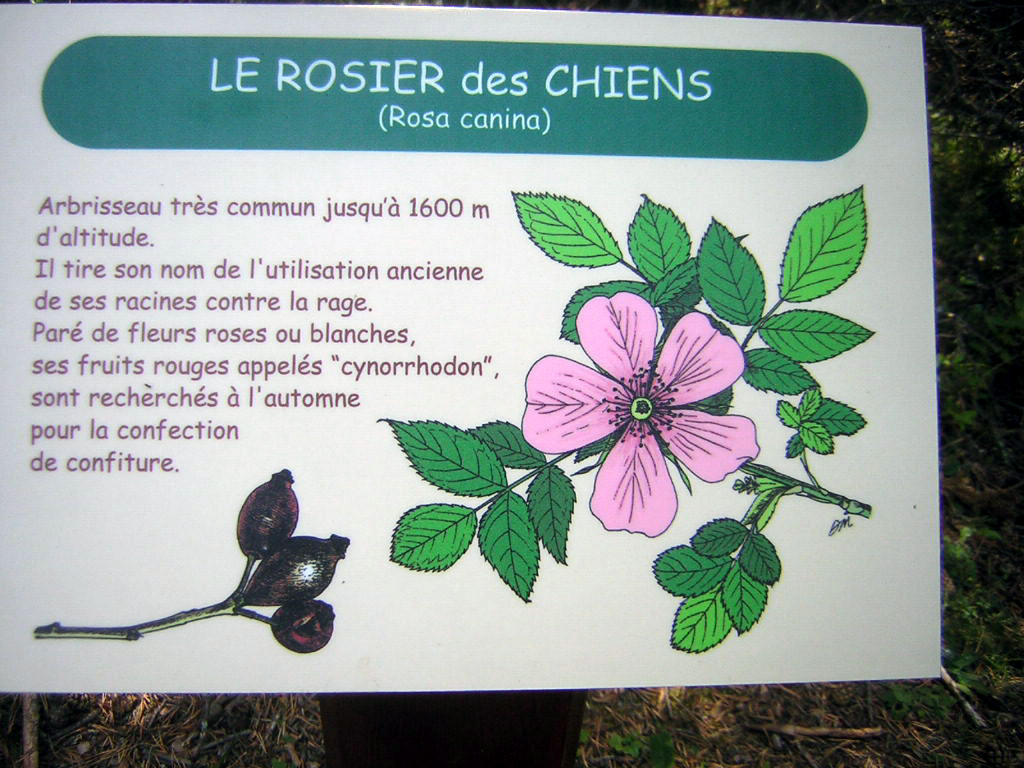 LE ROSIER des CHIENS
(Rosa canina)
Arbrisseau très commun jusqu'à 1600 m
d'altitude.
Il tire son nom de l'utilisation ancienne
de ses racines contre la rage.
Paré de fleurs roses ou blanches,
ses fruits rouges appelés “cynorrhodon”,
sont rechèrchés à l'automne
pour la confection
de confiture.